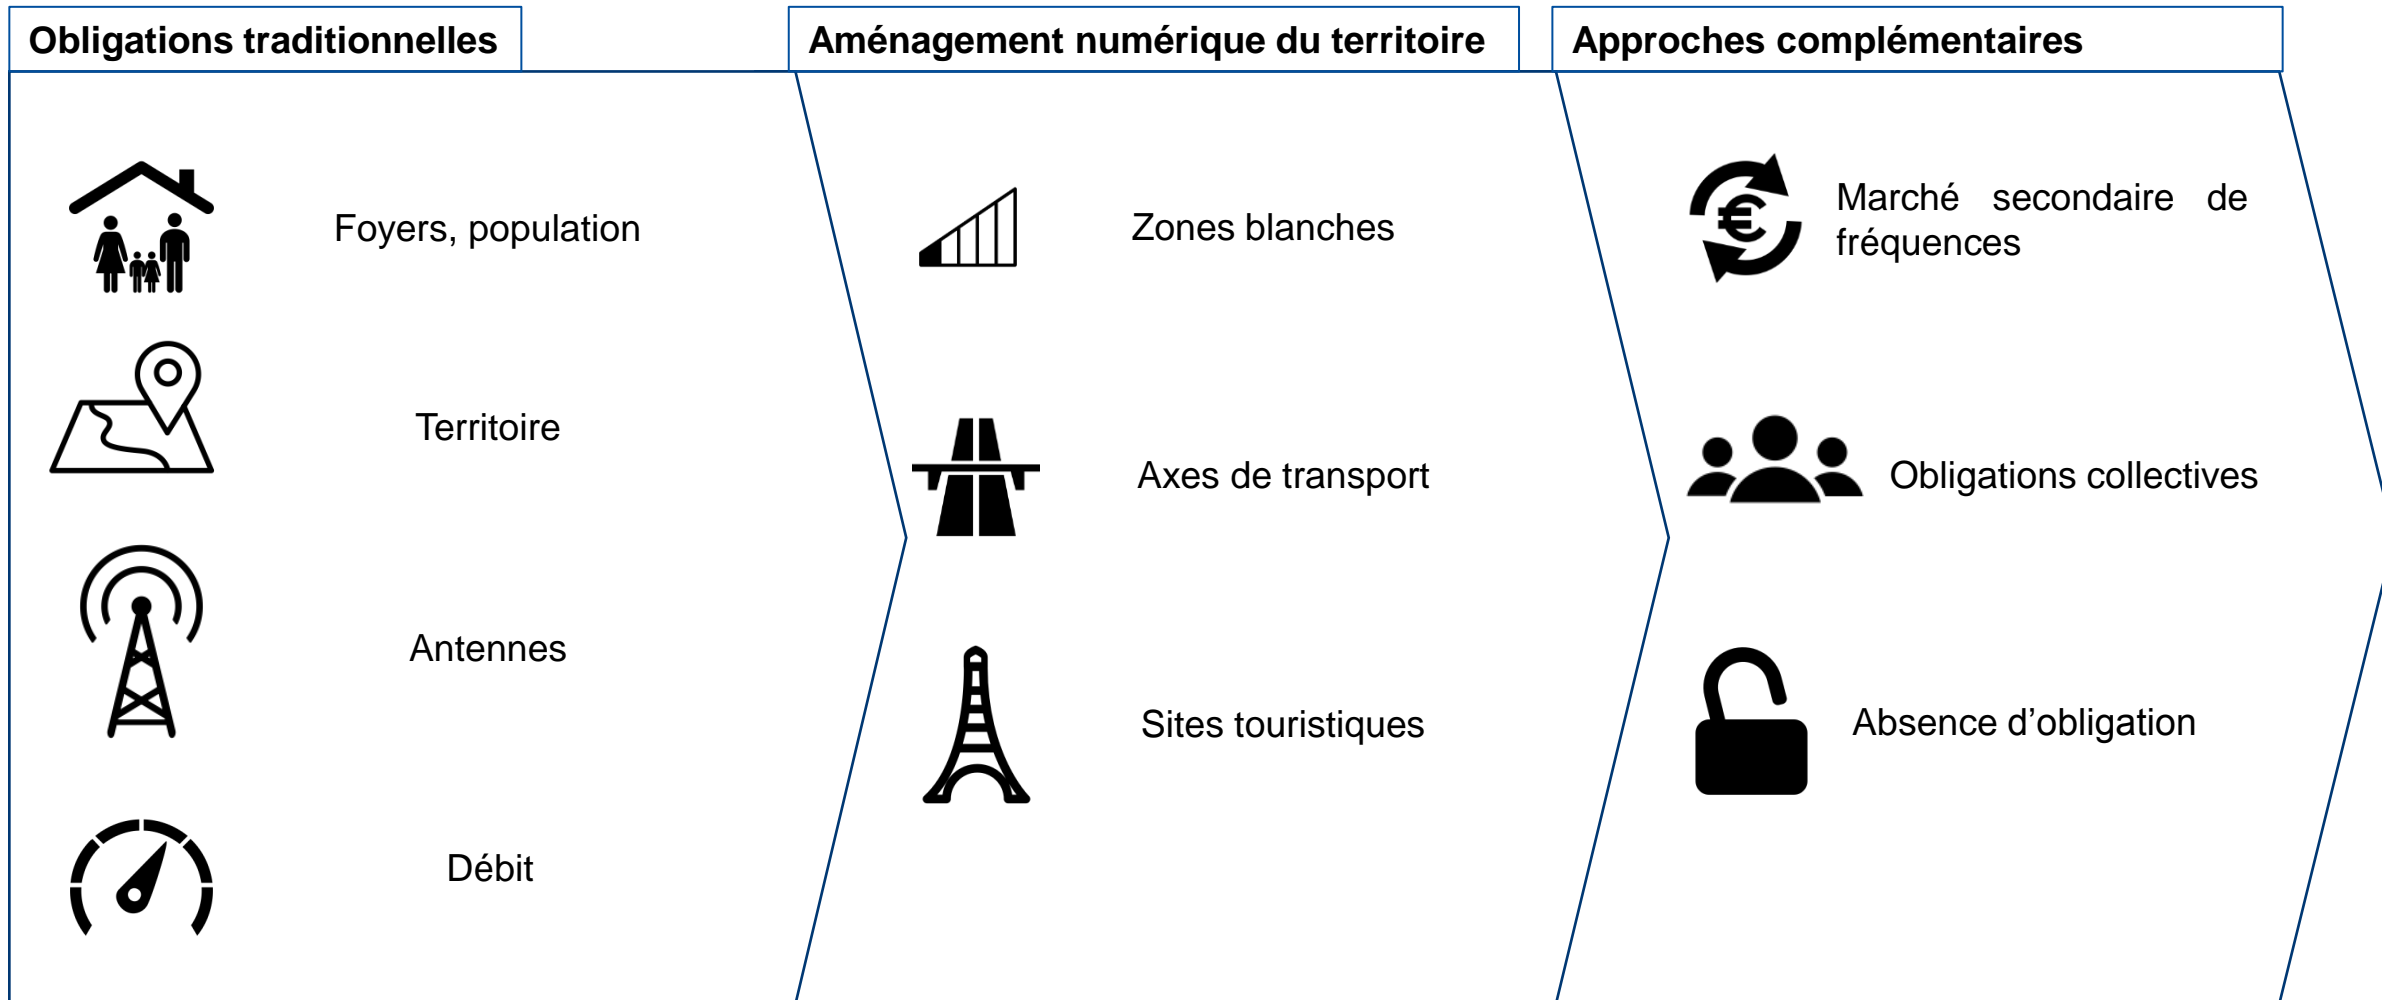 Obligations traditionnelles
Foyers, population
Territoire
Antennes
Débit
Aménagement numérique du territoire
Zones blanches
Axes de transport
Sites touristiques
Approches complémentaires
Marché secondaire de
fréquences
Obligations collectives
Absence d’obligation